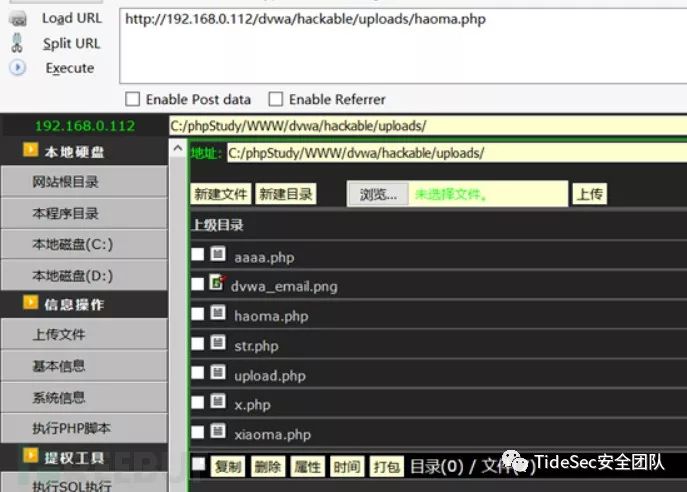 Load URL
http://192.168.0.112/dvwa/hackable/uploads/haoma.php
Split URL
Execute
Enable Post data
Enable Referrer
192.168.0.112
C:/phpStudy/WWW/dvwa/hackable/uploads/
本地硬盘
地址:
C:/phpStudy/WWW/dvwa/hackable/uploads/
网站根目录
新建文件
新建目录
浏览...
未选择文件。
上传
本程序目录
上级目录
本地磁盘(C:)
aaaa.php
本地磁盘(D:)
dvwa_email.png
信息操作
haoma.php
上传文件
str.php
基本信息
upload.php
系统信息
x.php
执行PHP脚本
xiaoma.php
提权工具
复制
删除
属性
时间
打包
目录(0) / 文件(
TideSec安全团队
执行SQL执行